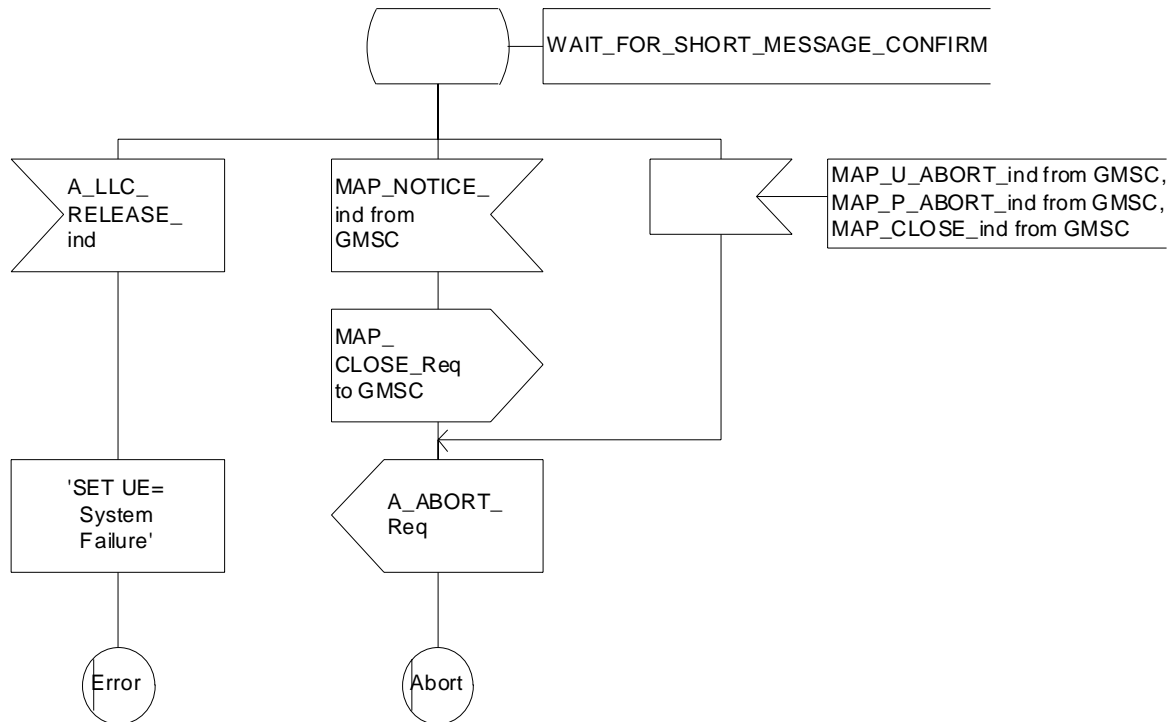 WAIT_FOR_SHORT_MESSAGE_CONFIRM
A_LLC_
RELEASE_
ind
MAP_NOTICE_
ind from
GMSC
MAP_U_ABORT_ind from GMSC,
MAP_P_ABORT_ind from GMSC,
MAP_CLOSE_ind from GMSC
MAP_
CLOSE_Req
to GMSC
'SET UE=
System
Failure'
A_ABORT_
Req
Error
Abort